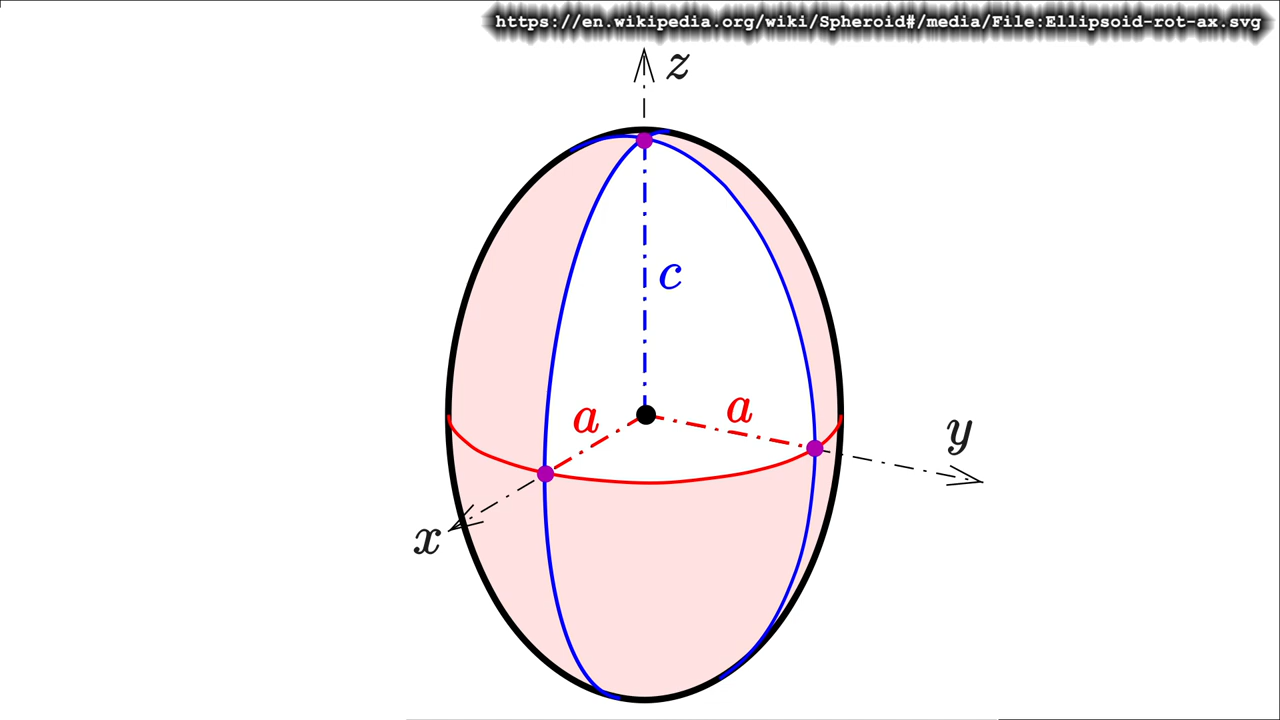 https://en.wikipedia.org/wiki/Spheroid#/media/File:Ellipsoid-rot-ax.svg
z
c
a
a
y
x